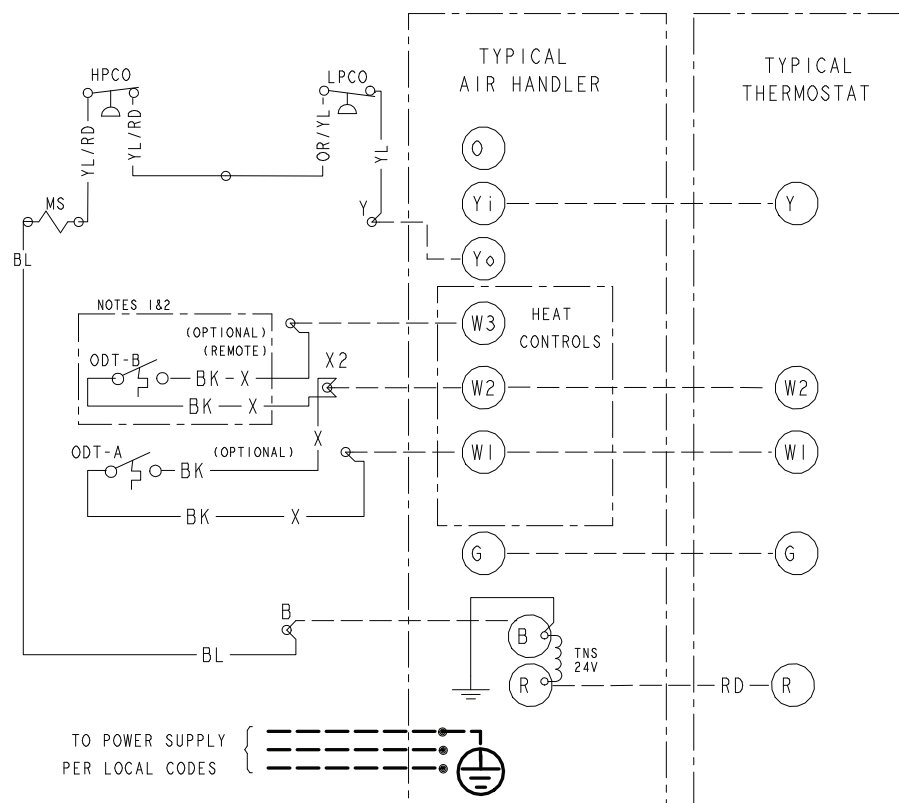 TYPICAL
AIR HANDLER
TYPICAL
THERMOSTAT
HPCO
LPCO
YL/RD
YL/RD
OR/YL
YL
O
MS
Y
Yi
Y
BL
Yo
NOTES 1&2
HEAT
CONTROLS
(OPTIONAL)
(REMOTE)
W3
ODT-B
X2
BK-X
W2
W2
BK
X
X
ODT-A
(OPTIONAL)
W1
W1
BK
BK
X
G
G
B
B
TNS
24V
BL
R
RD
R
TO POWER SUPPLY
PER LOCAL CODES